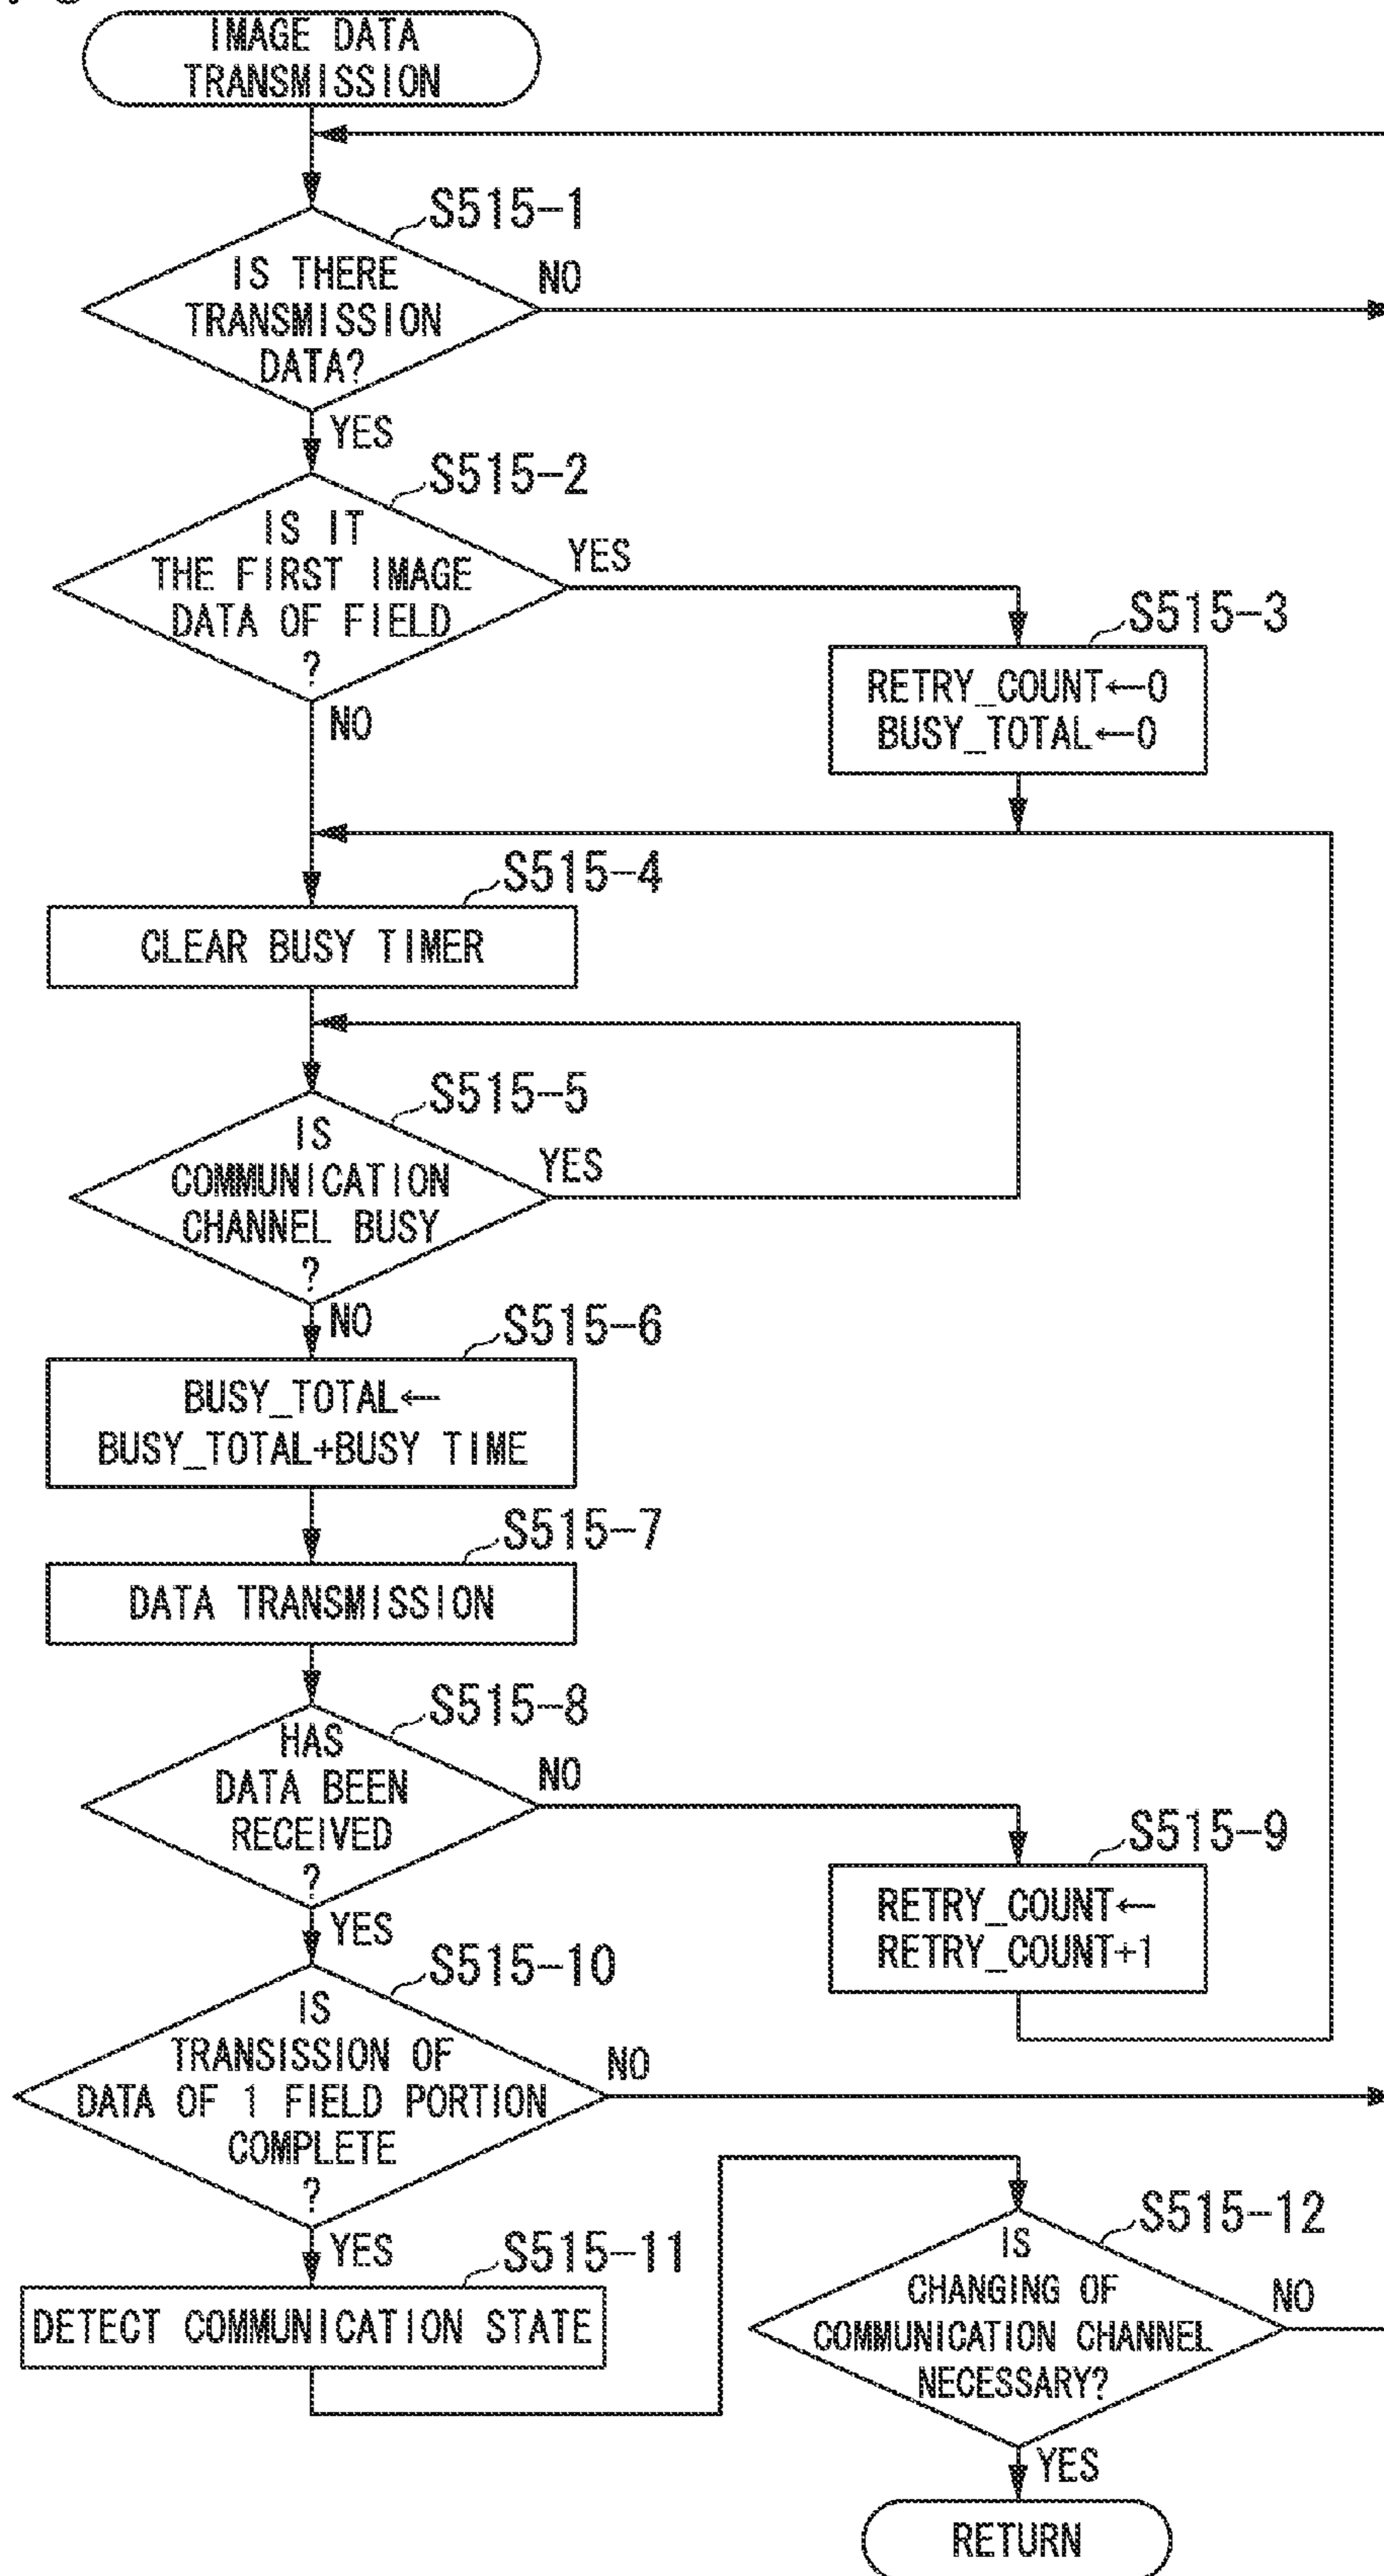 IMAGE DATA
TRANSMISSION
S515-1
IS THERE
TRANSMISSION
DATA?
NO
YES
S515-2
IS IT
THE FIRST IMAGE
DATA OF FIELD
?
YES
NO
S515-3
RETRY_COUNT←0
BUSY_TOTAL←0
S515-4
CLEAR BUSY TIMER
S515-5
IS
COMMUNICATION
CHANNEL BUSY
?
YES
NO
S515-6
BUSY_TOTAL←
BUSY_TOTAL+BUSY TIME
S515-7
DATA TRANSMISSION
S515-8
HAS
DATA BEEN
RECEIVED
?
NO
YES
S515-9
RETRY_COUNT←
RETRY_COUNT+1
S515-10
IS
TRANSISSION OF
DATA OF 1 FIELD PORTION
COMPLETE
?
NO
YES
S515-11
DETECT COMMUNICATION STATE
S515-12
IS
CHANGING OF
COMMUNICATION CHANNEL
NECESSARY?
NO
YES
RETURN